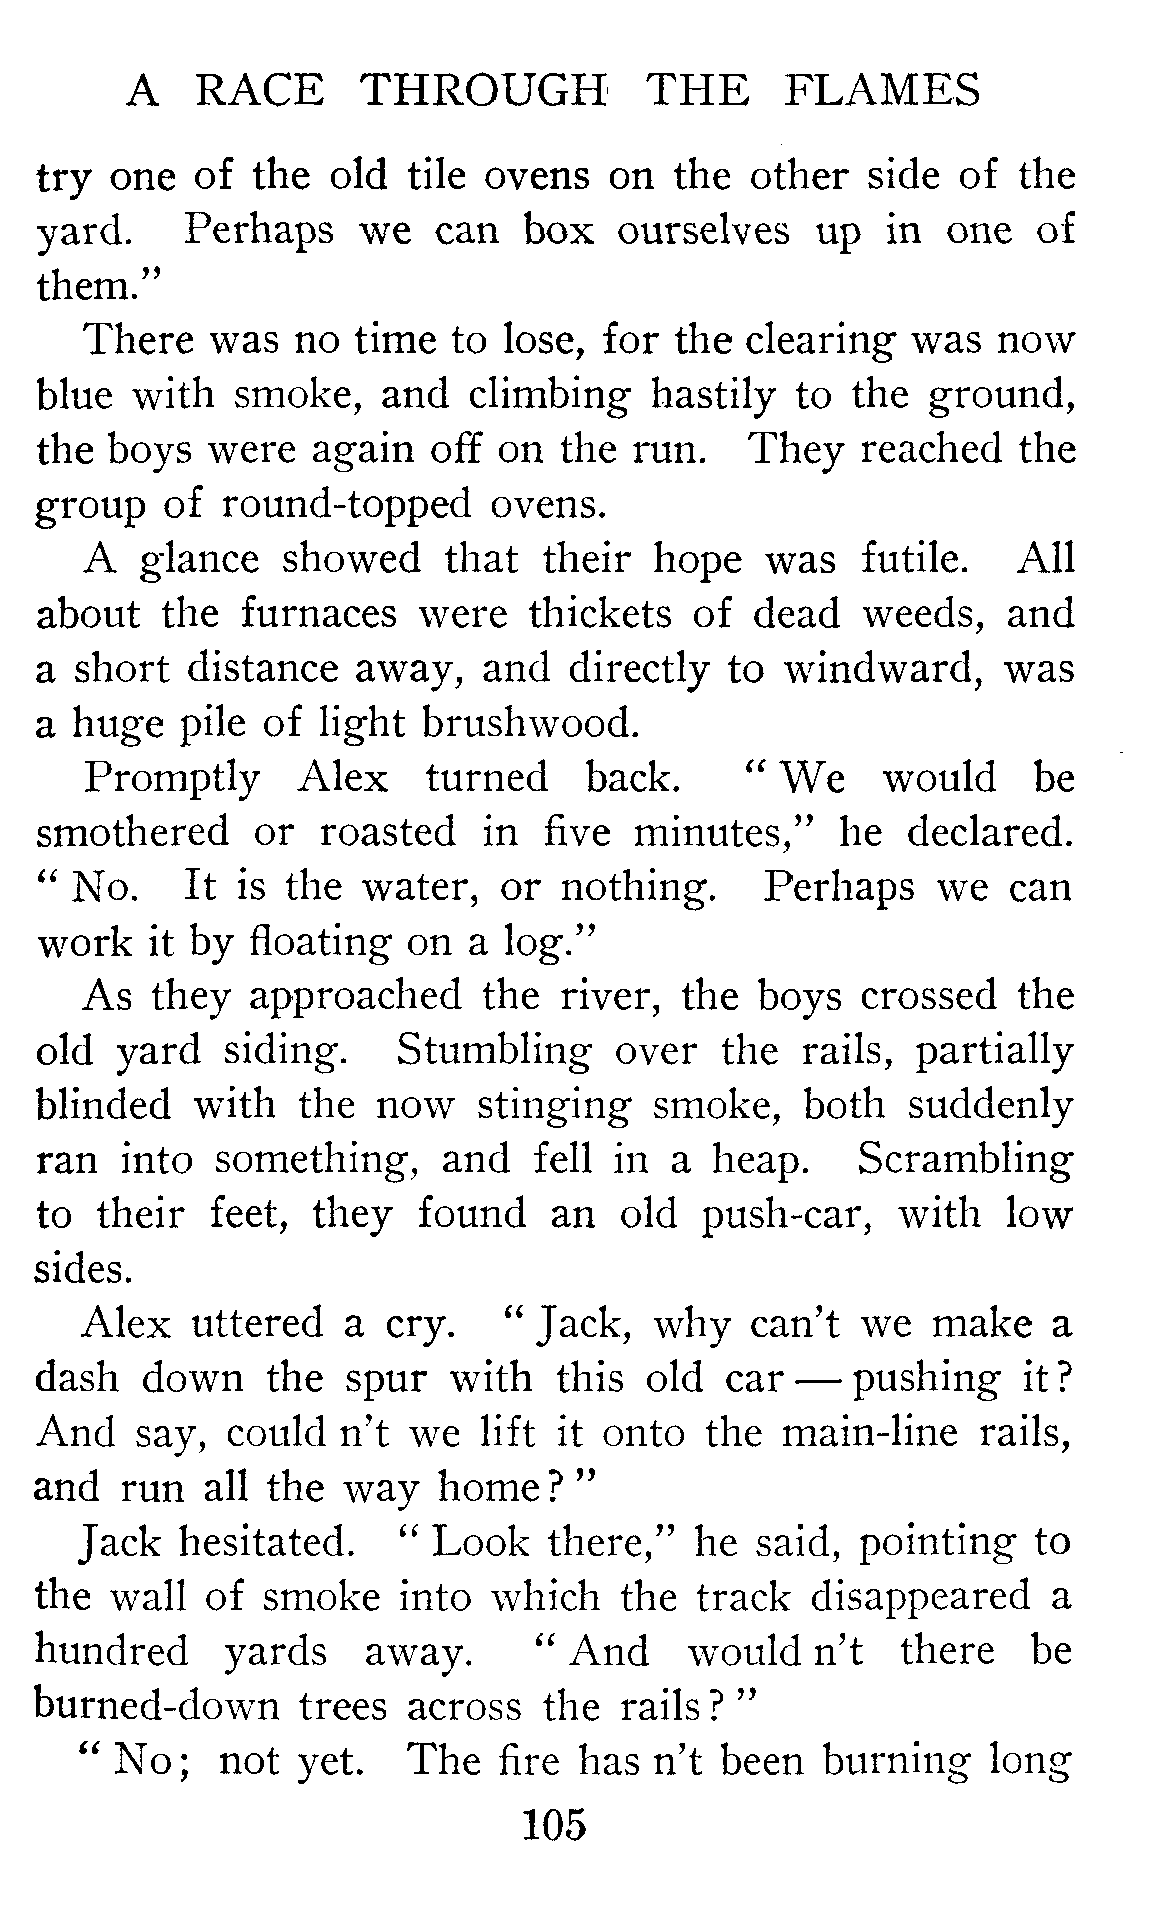 A RACE THROUGH THE FLAMES
try one of the old tile ovens on the other side of the
yard. Perhaps we can box ourselves up in one of
them.”
There was no time to lose, for the clearing was now
blue with smoke, and climbing hastily to the ground,
the boys were again off on the run. They reached the
group of round-topped ovens.
A glance showed that their hope was futile. All
about the furnaces were thickets of dead weeds, and
a short distance away, and directly to windward, was
a huge pile of light brushwood.
Promptly Alex turned back. “ We would be
smothered or roasted in five minutes,” he declared.
“ No. It is the water, or nothing. Perhaps we can
work it by floating on a log.”
As they approached the river, the boys crossed the
old yard siding. Stumbling over the rails, partially
blinded with the now stinging smoke, both suddenly
ran into something, and fell in a heap. Scrambling
to their feet, they found an old push-car, with low
sides.
Alex uttered a cry. “ Jack, why can’t we make a
dash down the spur with this old car — pushing it?
And say, could n’t we lift it onto the main-line rails,
and run all the way home? ”
Jack hesitated. “ Look there,” he said, pointing to
the wall of smoke into which the track disappeared a
hundred yards away. “ And would n’t there be
burned-down trees across the rails? ”
“ No; not yet. The fire has n’t been burning long
105